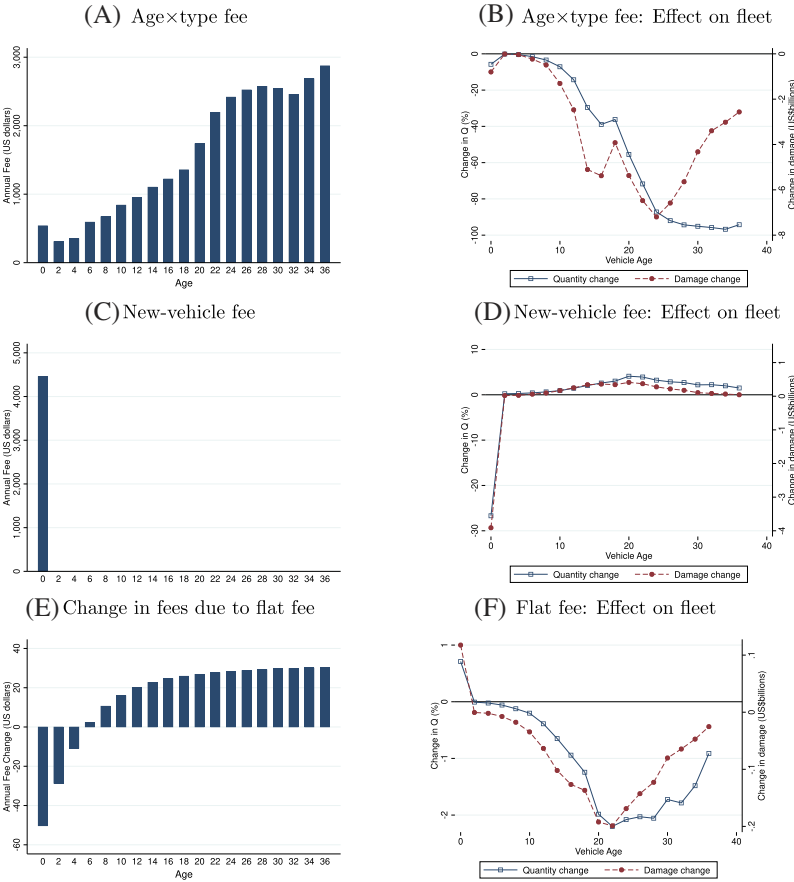 (A) Age×type fee
Annual Fee (US dollars)
0 1,000 2,000 3,000
0 2 4 6 8 10 12 14 16 18 20 22 24 26 28 30 32 34 36
Age
(B) Age×type fee: Effect on fleet
Change in Q (%)
0 -20 -40 -60 -80 -100
Change in damage (US$billions)
0 -2 -4 -6 -8
0 10 20 30 40
Vehicle Age
Quantity change Damage change
(C) New-vehicle fee
Annual Fee (US dollars)
0 1,000 2,000 3,000 4,000 5,000
0 2 4 6 8 10 12 14 16 18 20 22 24 26 28 30 32 34 36
(D) New-vehicle fee: Effect on fleet
Change in Q (%)
10 0 -10 -20 -30
Change in damage (US$billions)
1 0 -1 -2 -3 -4
0 10 20 30 40
Vehicle Age
Quantity change Damage change
(E) Change in fees due to flat fee
Annual Fee Change (US dollars)
40 20 0 -20 -40 -60
0 2 4 6 8 10 12 14 16 18 20 22 24 26 28 30 32 34 36
Age
(F) Flat fee: Effect on fleet
Change in Q (%)
1 0 -1 -2
Change in damage (US$billions)
.1 0 -.1 -.2
0 10 20 30 40
Vehicle Age
Quantity change Damage change